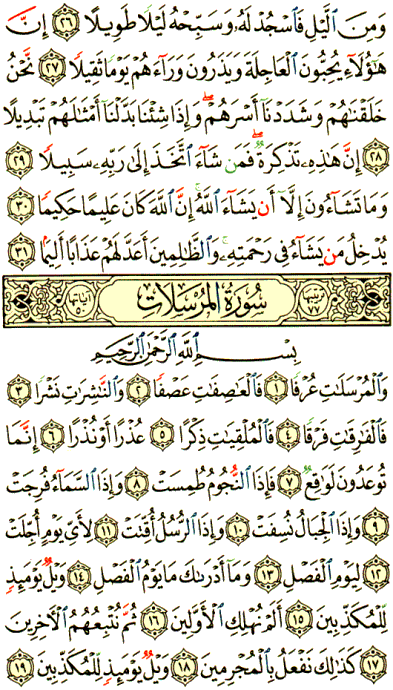 وَمِنَ ٱلَّيْلِ فَٱسْجُدْ لَهُۥ وَسَبِّحْهُ لَيْلًا طَوِيلًا ٢٦ إِنَّ
هَٰٓؤُلَآءِ يُحِبُّونَ ٱلْعَاجِلَةَ وَيَذَرُونَ وَرَآءَهُمْ يَوْمًا ثَقِيلًا ٢٧ نَّحْنُ
خَلَقْنَٰهُمْ وَشَدَدْنَآ أَسْرَهُمْ ۖ وَإِذَا شِئْنَا بَدَّلْنَآ أَمْثَٰلَهُمْ تَبْدِيلًا
٢٨ إِنَّ هَٰذِهِۦ تَذْكِرَةٌ ۖ فَمَن شَآءَ ٱتَّخَذَ إِلَىٰ رَبِّهِۦ سَبِيلًا ٢٩
وَمَا تَشَآءُونَ إِلَّآ أَن يَشَآءَ ٱللَّهُ ۚ إِنَّ ٱللَّهَ كَانَ عَلِيمًا حَكِيمًا ٣٠
يُدْخِلُ مَن يَشَآءُ فِى رَحْمَتِهِۦ ۚ وَٱلظَّٰلِمِينَ أَعَدَّ لَهُمْ عَذَابًا أَلِيمًۢا ٣١
ترتيبها ٧٧ سُورَةُ المُرْسَلَات آياتها ٥٠
بِسْمِ ٱللَّهِ ٱلرَّحْمَٰنِ ٱلرَّحِيمِ
وَٱلْمُرْسَلَٰتِ عُرْفًا ١ فَٱلْعَٰصِفَٰتِ عَصْفًا ٢ وَٱلنَّٰشِرَٰتِ نَشْرًا ٣
فَٱلْفَٰرِقَٰتِ فَرْقًا ٤ فَٱلْمُلْقِيَٰتِ ذِكْرًا ٥ عُذْرًا أَوْ نُذْرًا ٦ إِنَّمَا
تُوعَدُونَ لَوَٰقِعٌ ٧ فَإِذَا ٱلنُّجُومُ طُمِسَتْ ٨ وَإِذَا ٱلسَّمَآءُ فُرِجَتْ
٩ وَإِذَا ٱلْجِبَالُ نُسِفَتْ ١٠ وَإِذَا ٱلرُّسُلُ أُقِّتَتْ ١١ لِأَىِّ يَوْمٍ أُجِّلَتْ
١٢ لِيَوْمِ ٱلْفَصْلِ ١٣ وَمَآ أَدْرَىٰكَ مَا يَوْمُ ٱلْفَصْلِ ١٤ وَيْلٌ يَوْمَئِذٍ
لِّلْمُكَذِّبِينَ ١٥ أَلَمْ نُهْلِكِ ٱلْأَوَّلِينَ ١٦ ثُمَّ نُتْبِعُهُمُ ٱلْءَاخِرِينَ
١٧ كَذَٰلِكَ نَفْعَلُ بِٱلْمُجْرِمِينَ ١٨ وَيْلٌ يَوْمَئِذٍ لِّلْمُكَذِّبِينَ ١٩